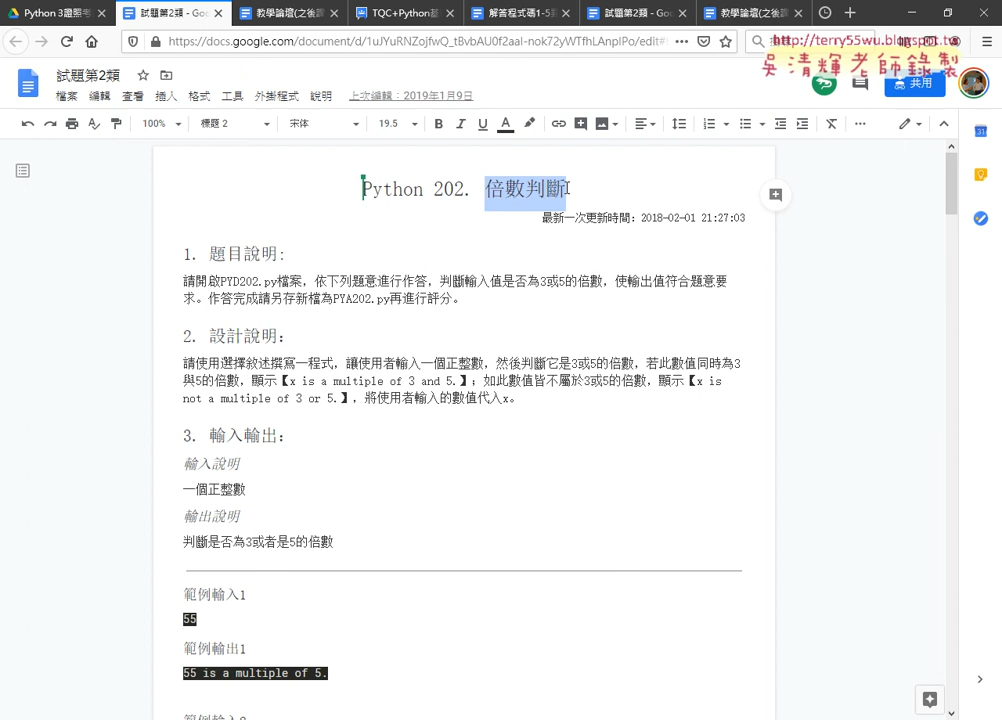 Python 3證照考
試題第2類 - Goo
教學論壇(之後課
TQC+Python基
解答程式碼1-5
試題第2類 - Goo
教學論壇(之後課
https://docs.google.com/document/d/1uJYuRNZojfwQ_tBvbAU0f2aaI-nok72yWTfhLAnpIPo/edit#
http://terry55wu.blogspot.tw
吳清輝老師錄製
試題第2類
檔案 編輯 查看 插入 格式 工具 外掛程式 說明 上次編輯:2019年1月9日
共用
100% 標題 2 宋体 19.5 B I U A
31
Python 202. 倍數判斷
最新一次更新時間: 2018-02-01 21:27:03
1. 題目說明:
請開啟PYD202.py檔案, 依下列題意進行作答, 判斷輸入值是否為3或5的倍數, 使輸出值符合題意要
求。作答完成請另存新檔為PYA202.py再進行評分。
2. 設計說明:
請使用選擇敘述撰寫一程式, 讓使用者輸入一個正整數, 然後判斷它是3或5的倍數, 若此數值同時為3
與5的倍數, 顯示【x is a multiple of 3 and 5.】; 如此數值皆不屬於3或5的倍數, 顯示【x is
not a multiple of 3 or 5.】, 將使用者輸入的數值代入x。
3. 輸入輸出:
輸入說明
一個正整數
輸出說明
判斷是否為3或者是5的倍數
範例輸入1
55
範例輸出1
55 is a multiple of 5.